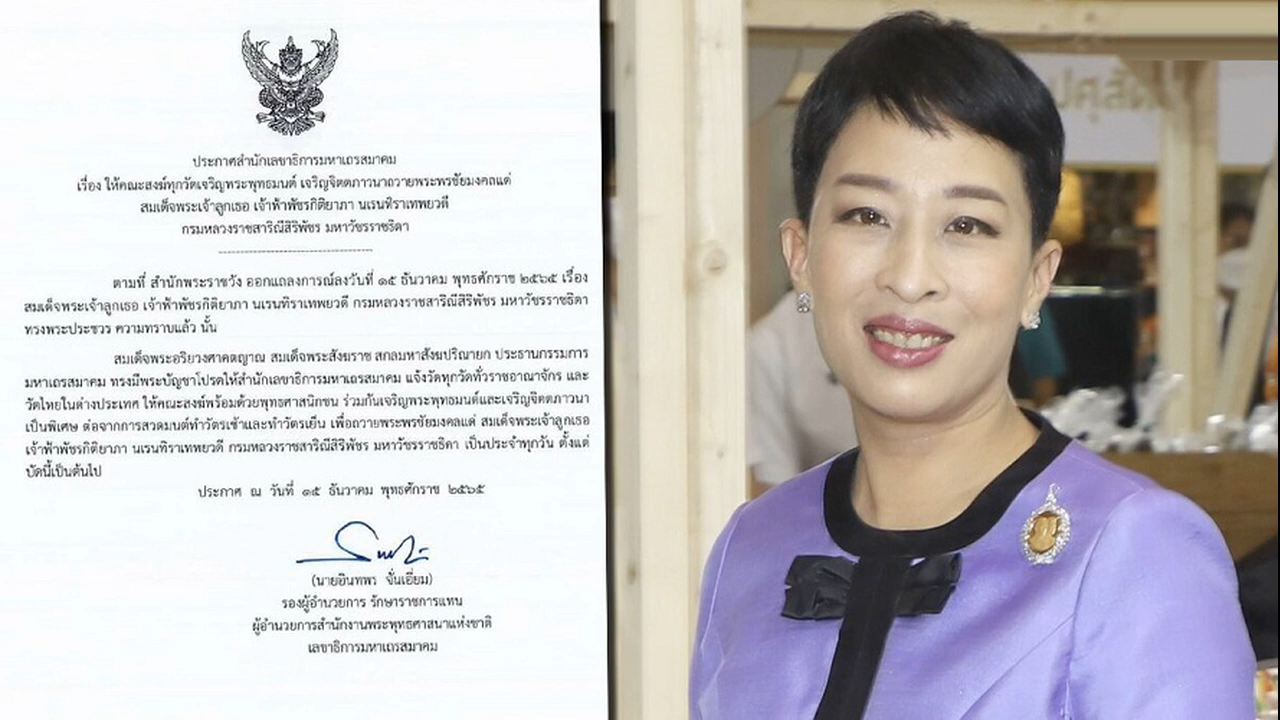 ประกาศสำนักเลขาธิการมหาเถรสมาคม
เรื่อง ให้คณะสงฆ์ทุกวัดเจริญพระพุทธมนต์ เจริญจิตตภาวนาถวายพระพรชัยมงคลแด่
สมเด็จพระเจ้าลูกเธอ เจ้าฟ้าพัชรกิติยาภา นเรนทิราเทพยวดี
กรมหลวงราชสาริณีสิริพัชร มหาวัชรราชธิดา
ตามที่ สำนักพระราชวัง ออกแถลงการณ์ลงวันที่ ๑๕ ธันวาคม พุทธศักราช ๒๕๖๕ เรื่อง
สมเด็จพระเจ้าลูกเธอ เจ้าฟ้าพัชรกิติยาภา นเรนทิราเทพยวดี กรมหลวงราชสาริณีสิริพัชร มหาวัชรราชธิดา
ทรงพระประชวร ความทราบแล้ว นั้น
สมเด็จพระอริยวงศาคตญาณ สมเด็จพระสังฆราช สกลมหาสังฆปริณายก ประธานกรรมการ
มหาเถรสมาคม ทรงมีพระบัญชาโปรดให้สำนักเลขาธิการมหาเถรสมาคม แจ้งวัดทุกวัดทั่วราชอาณาจักร และ
วัดไทยในต่างประเทศ ให้คณะสงฆ์พร้อมด้วยพุทธศาสนิกชน ร่วมกันเจริญพระพุทธมนต์และเจริญจิตตภาวนา
เป็นพิเศษ ต่อจากการสวดมนต์ทำวัตรเช้าและทำวัตรเย็น เพื่อถวายพระพรชัยมงคลแด่ สมเด็จพระเจ้าลูกเธอ
เจ้าฟ้าพัชรกิติยาภา นเรนทิราเทพยวดี กรมหลวงราชสาริณีสิริพัชร มหาวัชรราชธิดา เป็นประจำทุกวัน ตั้งแต่
บัดนี้เป็นต้นไป
ประกาศ ณ วันที่ ๑๕ ธันวาคม พุทธศักราช ๒๕๖๕
(นายอินทพร จั่นเอี่ยม)
รองผู้อำนวยการ รักษาราชการแทน
ผู้อำนวยการสำนักงานพระพุทธศาสนาแห่งชาติ
เลขาธิการมหาเถรสมาคม